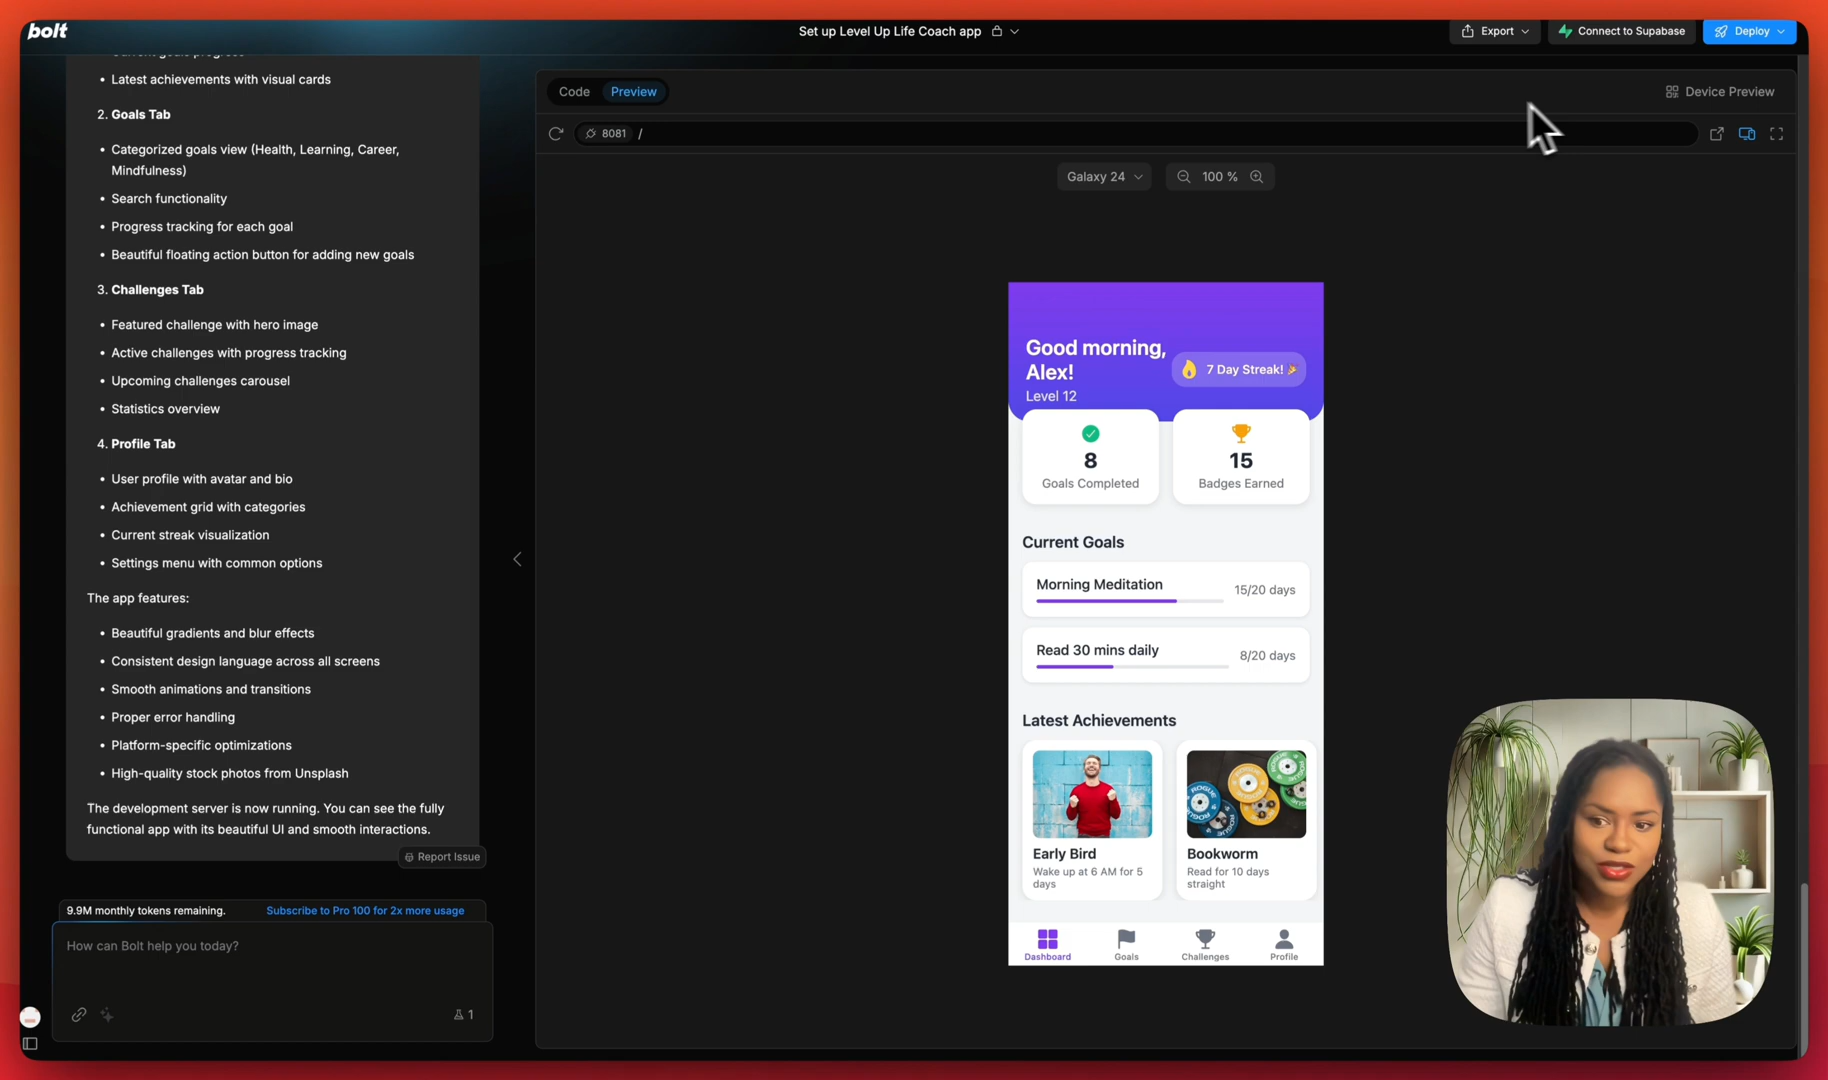 bolt
Set up Level Up Life Coach app
Export
Connect to Supabase
Deploy
Current goals progress
• Latest achievements with visual cards
2. Goals Tab
• Categorized goals view (Health, Learning, Career,
Mindfulness)
• Search functionality
• Progress tracking for each goal
• Beautiful floating action button for adding new goals
3. Challenges Tab
• Featured challenge with hero image
• Active challenges with progress tracking
• Upcoming challenges carousel
• Statistics overview
4. Profile Tab
• User profile with avatar and bio
• Achievement grid with categories
• Current streak visualization
• Settings menu with common options
The app features:
• Beautiful gradients and blur effects
• Consistent design language across all screens
• Smooth animations and transitions
• Proper error handling
• Platform-specific optimizations
• High-quality stock photos from Unsplash
The development server is now running. You can see the fully
functional app with its beautiful UI and smooth interactions.
Report Issue
9.9M monthly tokens remaining. Subscribe to Pro 100 for 2x more usage
How can Bolt help you today?
1
Code Preview
Device Preview
8081 /
Galaxy 24
100 %
Good morning,
Alex!
Level 12
7 Day Streak! 🎉
8
Goals Completed
15
Badges Earned
Current Goals
Morning Meditation
15/20 days
Read 30 mins daily
8/20 days
Latest Achievements
ROGUE
Early Bird
Wake up at 6 AM for 5
days
Bookworm
Read for 10 days
straight
Dashboard
Goals
Challenges
Profile